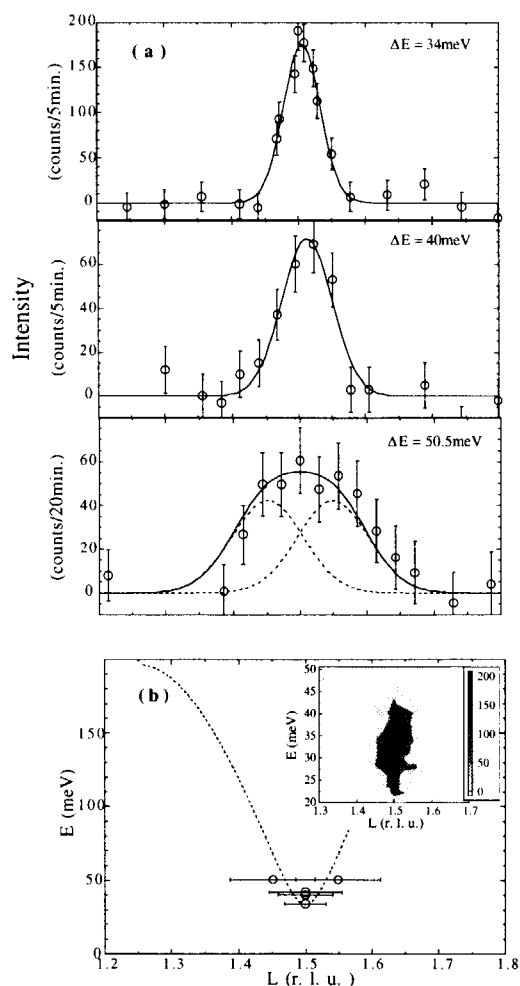 (a)
ΔE = 34meV
200
150
100
50
0
(counts/5min.)
ΔE = 40meV
60
40
20
0
(counts/5min.)
Intensity
ΔE = 50.5meV
60
40
20
0
(counts/20min.)
(b)
150
100
50
0
E (meV)
1.2 1.3 1.4 1.5 1.6 1.7 1.8
L (r. l. u.)
50
45
40
35
30
25
20
E (meV)
1.3 1.4 1.5 1.6 1.7
L (r. l. u.)
200
150
100
50
0